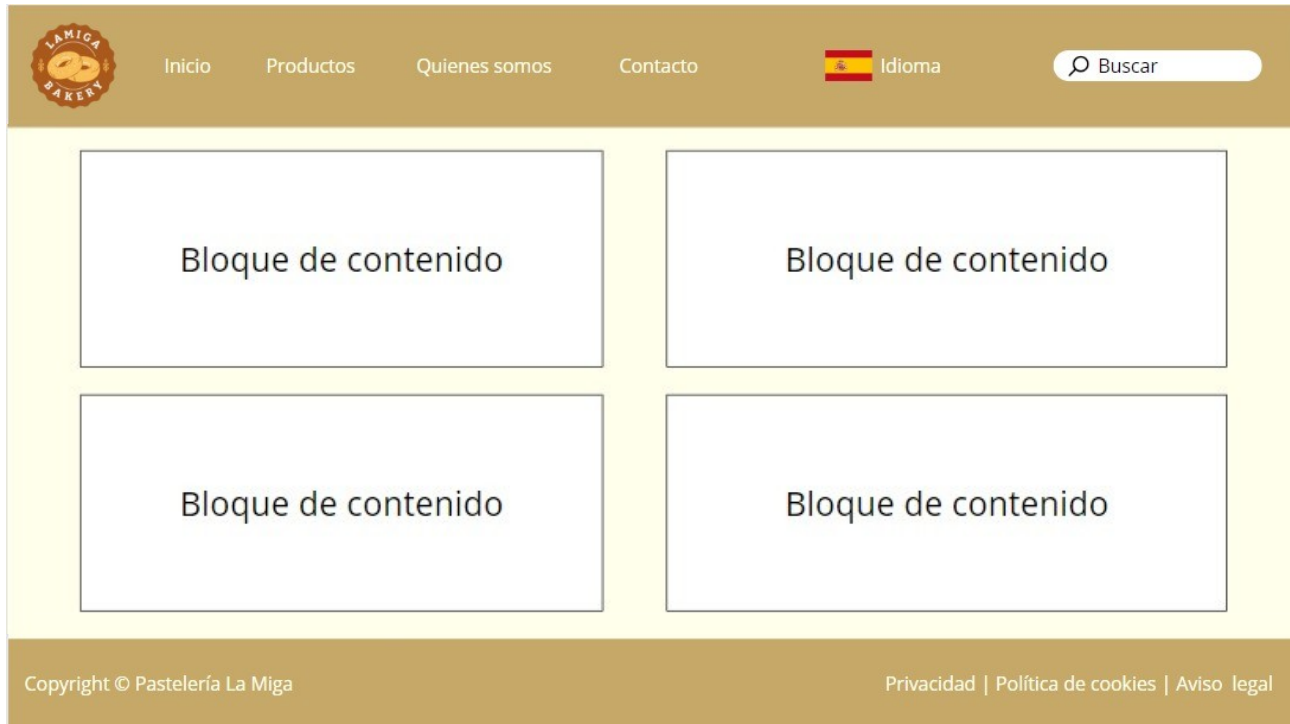 LAMIGA
BAKERY
Inicio Productos Quienes somos Contacto Idioma Buscar
Bloque de contenido Bloque de contenido
Bloque de contenido Bloque de contenido
Copyright © Pastelería La Miga Privacidad | Política de cookies | Aviso legal